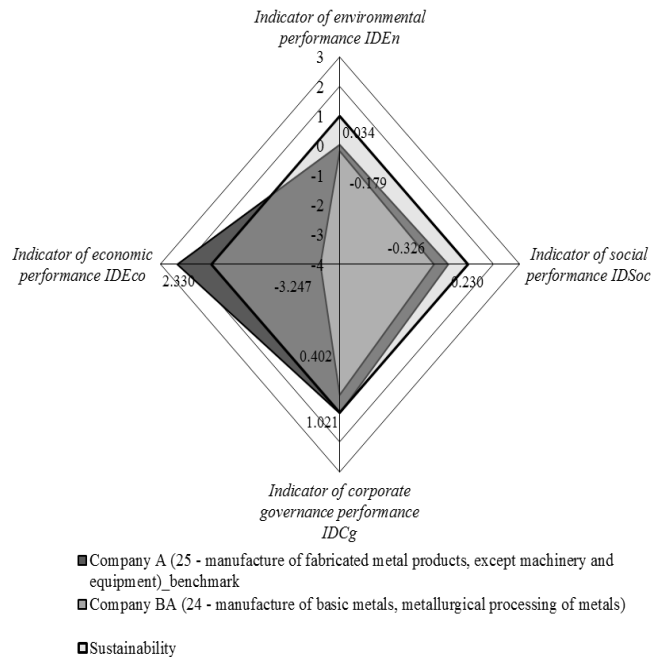 Indicator of environmental
performance IDEn
3
2
1
0.034
0
-1
-0.179
-2
-3
-0.326
Indicator of economic
performance IDEco
-4
Indicator of social
performance IDSoc
2.330
-3.247
0.230
0.402
1.021
Indicator of corporate
governance performance
IDCg
Company A (25 - manufacture of fabricated metal products, except machinery and
equipment)_benchmark
Company BA (24 - manufacture of basic metals, metallurgical processing of metals)
Sustainability